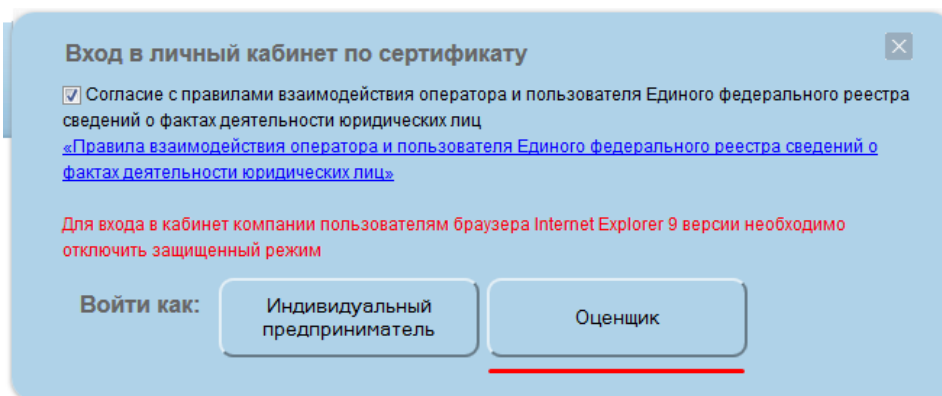 Вход в личный кабинет по сертификату
Согласие с правилами взаимодействия оператора и пользователя Единого федерального реестра
сведений о фактах деятельности юридических лиц
«Правила взаимодействия оператора и пользователя Единого федерального реестра сведений о
фактах деятельности юридических лиц»
Для входа в кабинет компании пользователям браузера Internet Explorer 9 версии необходимо
отключить защищенный режим
Войти как:
Индивидуальный
предприниматель
Оценщик